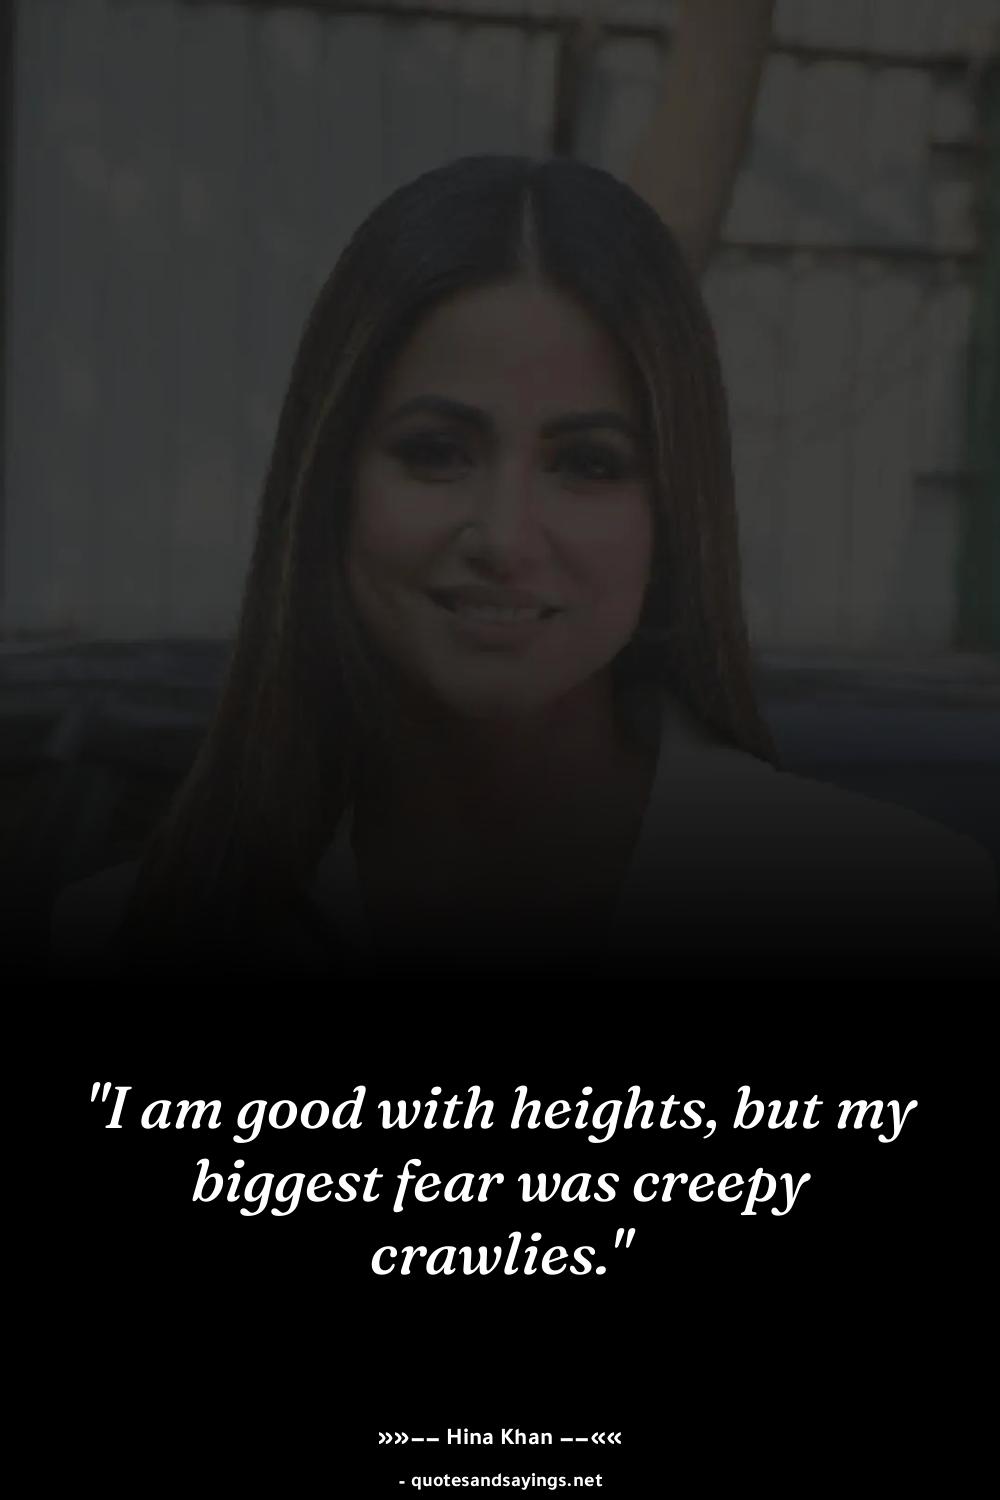 "I am good with heights, but my
biggest fear was creepy
crawlies."
»»–– Hina Khan ––««
- quotesandsayings.net